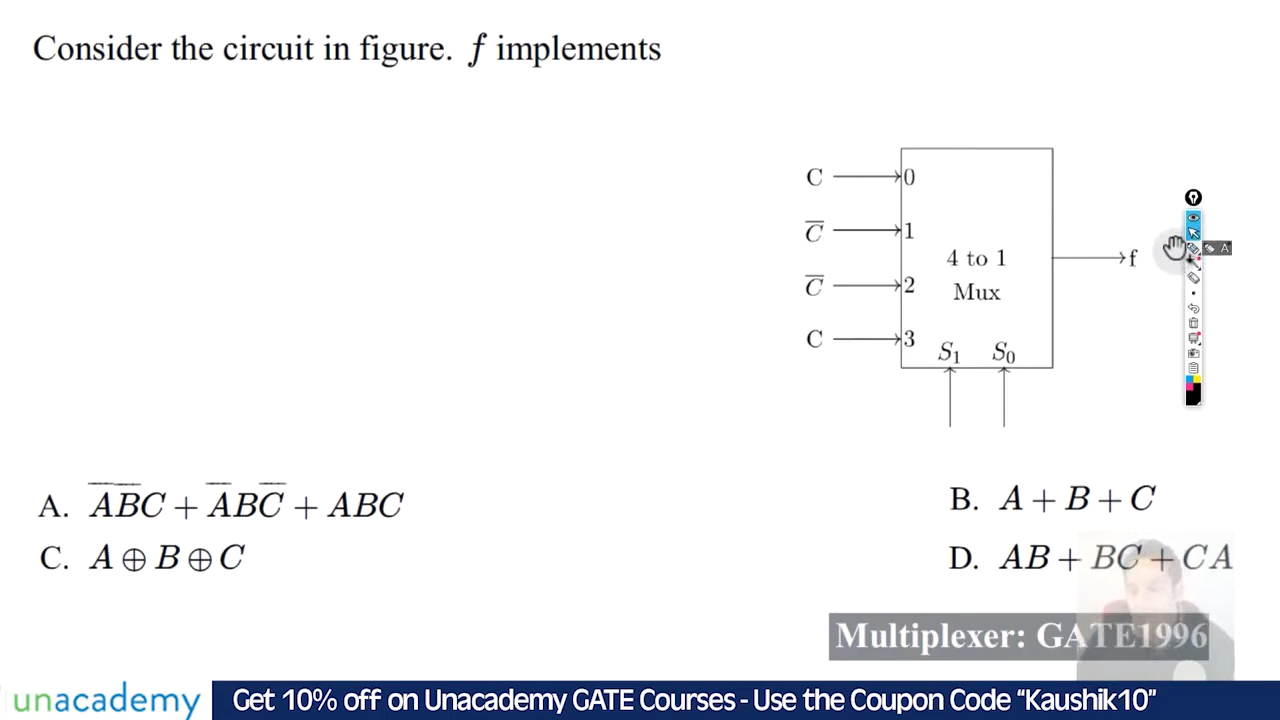 Consider the circuit in figure. f implements
C 0
C̅ 1
C̅ 2
C 3
4 to 1
Mux
S₁ S₀
f
A
A. A̅B̅C + A̅BC̅ + ABC
B. A + B + C
C. A ⊕ B ⊕ C
D. AB + BC + CA
Multiplexer: GATE1996
unacademy
Get 10% off on Unacademy GATE Courses - Use the Coupon Code “Kaushik10”